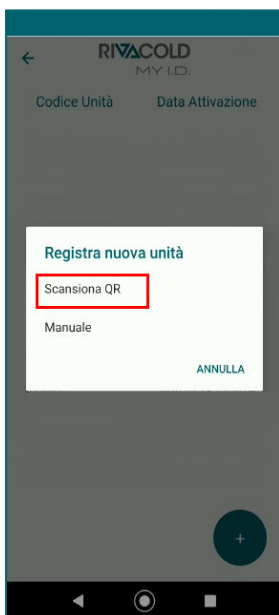 RIVACOLD
MY I.D.
Codice Unità Data Attivazione
Registra nuova unità
Scansiona QR
Manuale
ANNULLA
+